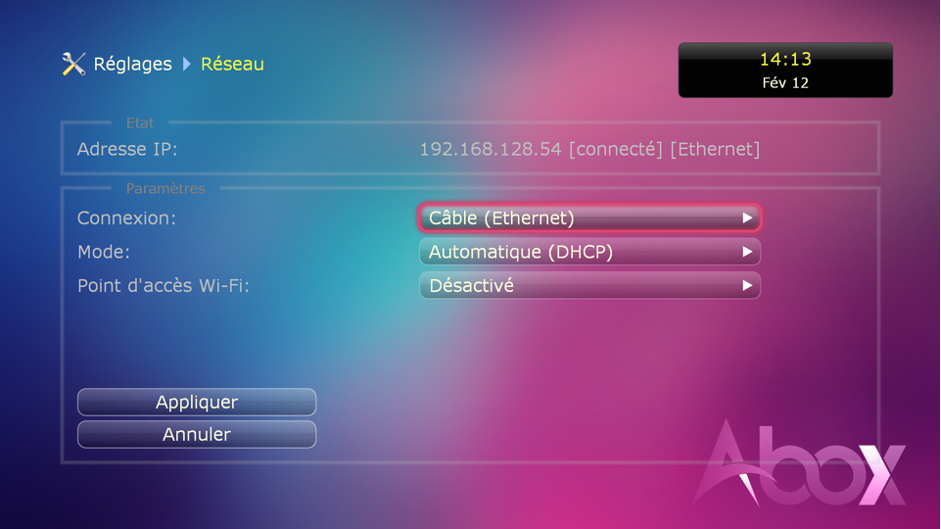 Réglages Réseau
14:13
Fév 12
Etat
Adresse IP: 192.168.128.54 [connecté] [Ethernet]
Paramètres
Connexion: Câble (Ethernet)
Mode: Automatique (DHCP)
Point d'accès Wi-Fi: Désactivé
Appliquer
Annuler
Abox